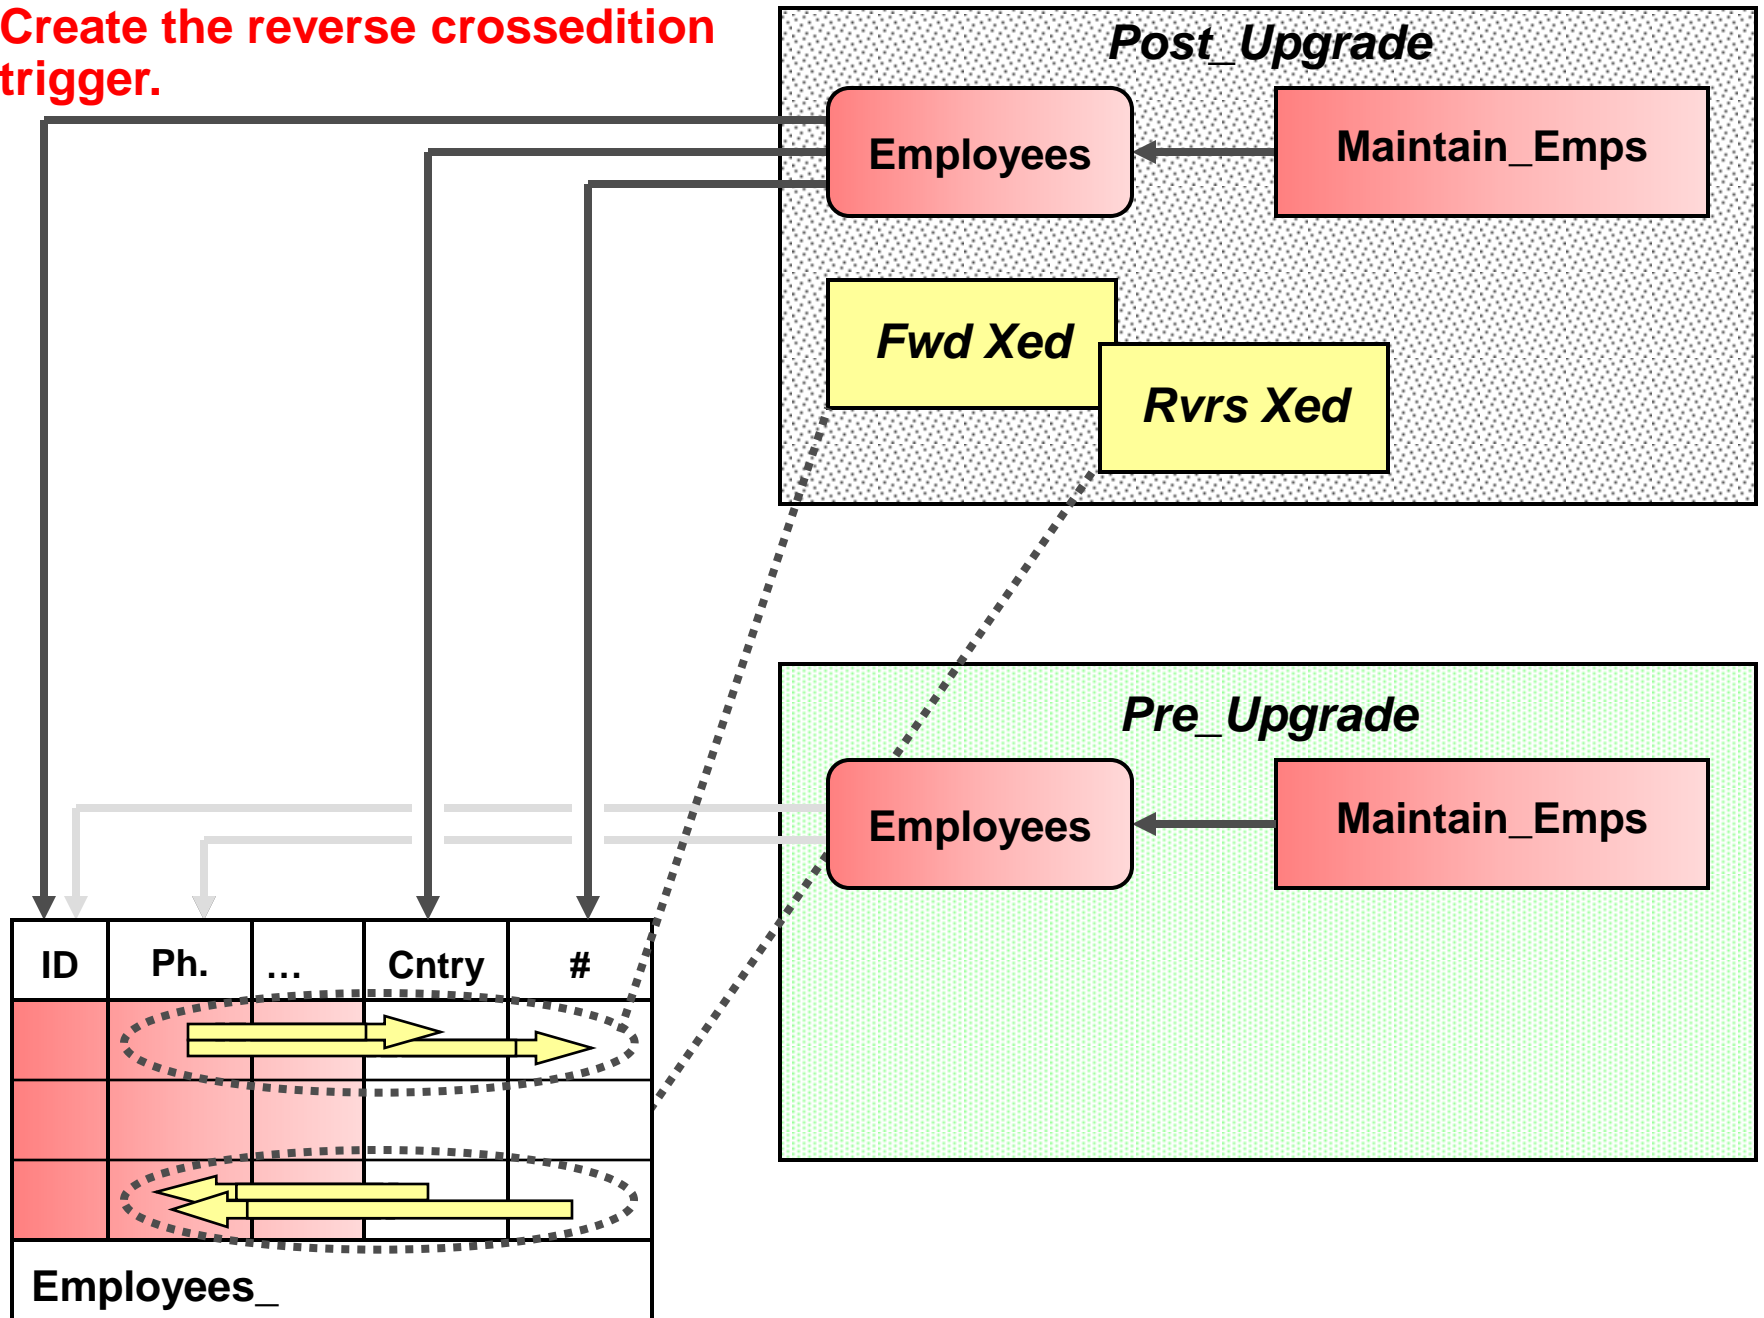 Create the reverse crossedition
trigger.
Post_Upgrade
Employees
Maintain_Emps
Fwd Xed
Rvrs Xed
Pre_Upgrade
Employees
Maintain_Emps
ID Ph. … Cntry #
Employees_